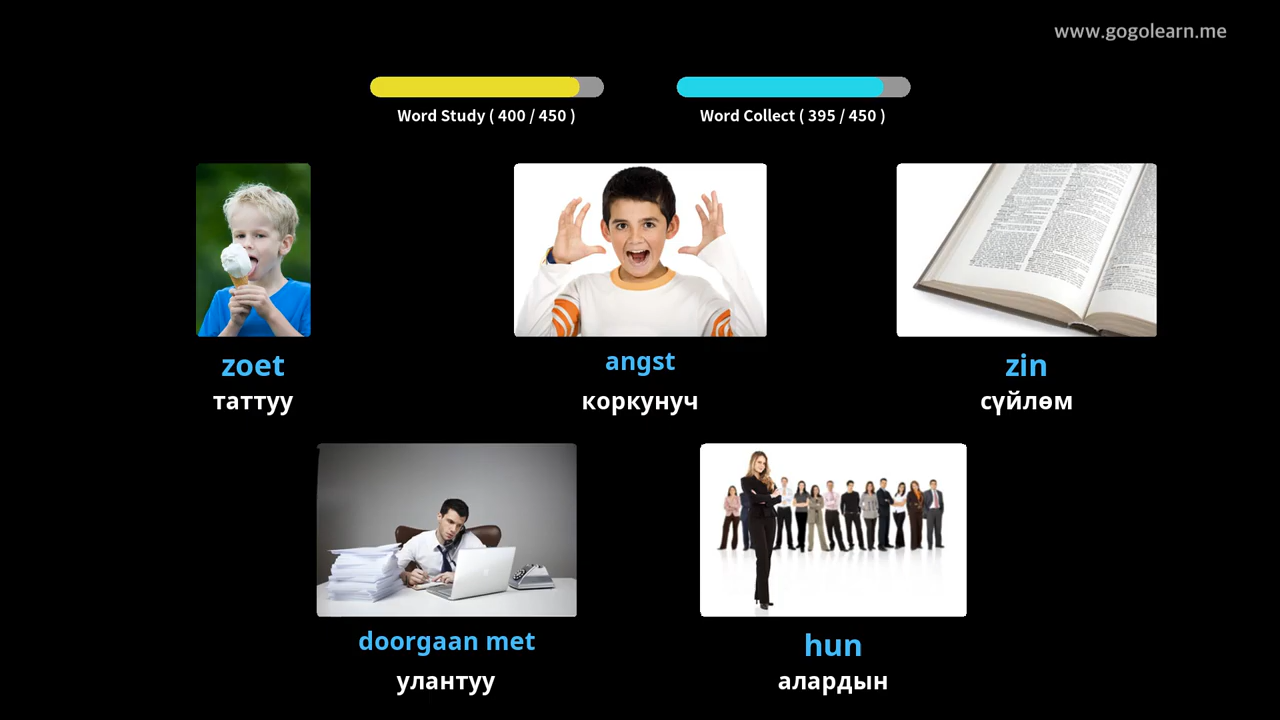 www.gogolearn.me
Word Study ( 400 / 450 )
Word Collect ( 395 / 450 )
zoet
таттуу
angst
коркунуч
zin
сүйлөм
doorgaan met
улантуу
hun
алардын